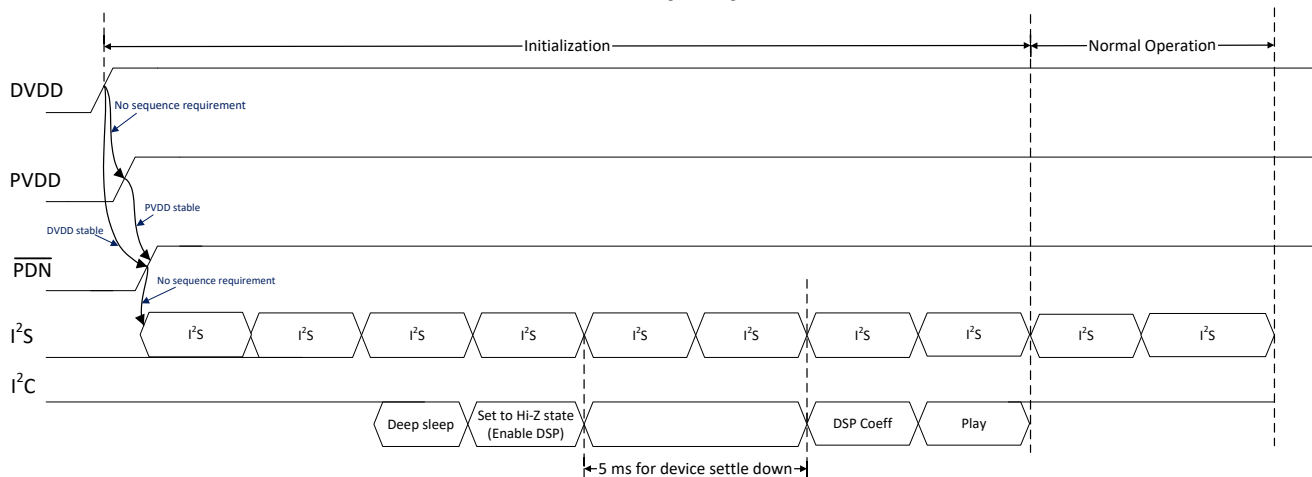 Initialization
Normal Operation
DVDD
No sequence requirement
PVDD
PVDD stable
DVDD stable
PDN
No sequence requirement
I²S
I²S
I²S
I²S
I²S
I²S
I²S
I²S
I²S
I²S
I²S
I²C
Deep sleep
Set to Hi-Z state
(Enable DSP)
DSP Coeff
Play
5 ms for device settle down